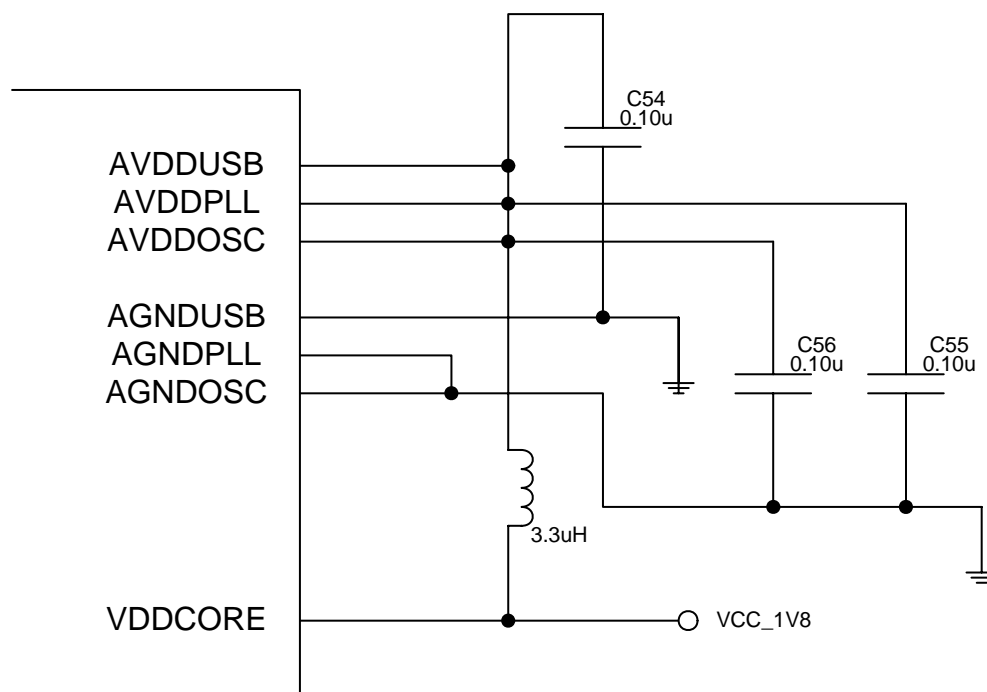 C54
0.10u
AVDDUSB
AVDDPLL
AVDDOSC
AGNDUSB
AGNDPLL
AGNDOSC
C56
0.10u
C55
0.10u
3.3uH
VDDCORE
VCC_1V8